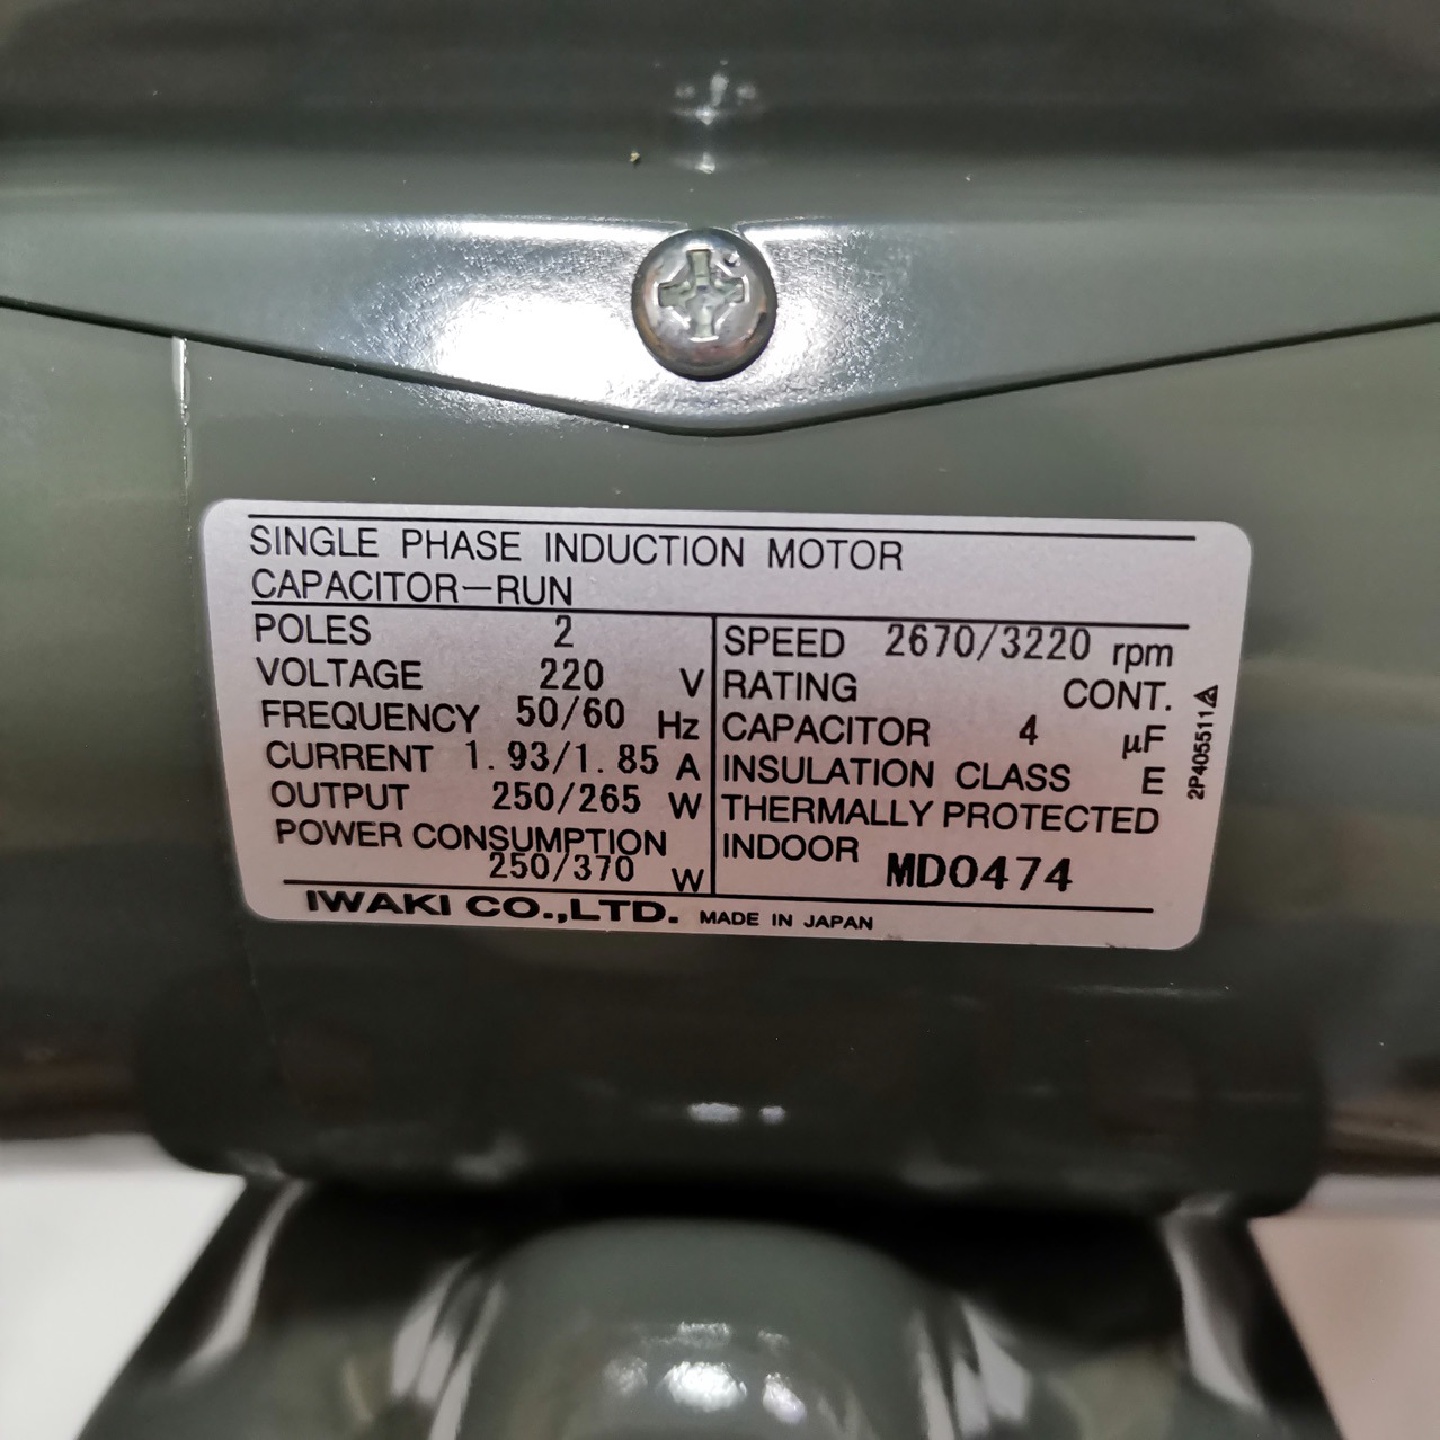 SINGLE PHASE INDUCTION MOTOR
CAPACITOR-RUN
POLES 2
VOLTAGE 220 V
FREQUENCY 50/60 Hz
CURRENT 1.93/1.85 A
OUTPUT 250/265 W
POWER CONSUMPTION
250/370 W
SPEED 2670/3220 rpm
RATING CONT.
CAPACITOR 4 μF
INSULATION CLASS E
THERMALLY PROTECTED
INDOOR MD0474
2P405511
IWAKI CO.,LTD. MADE IN JAPAN